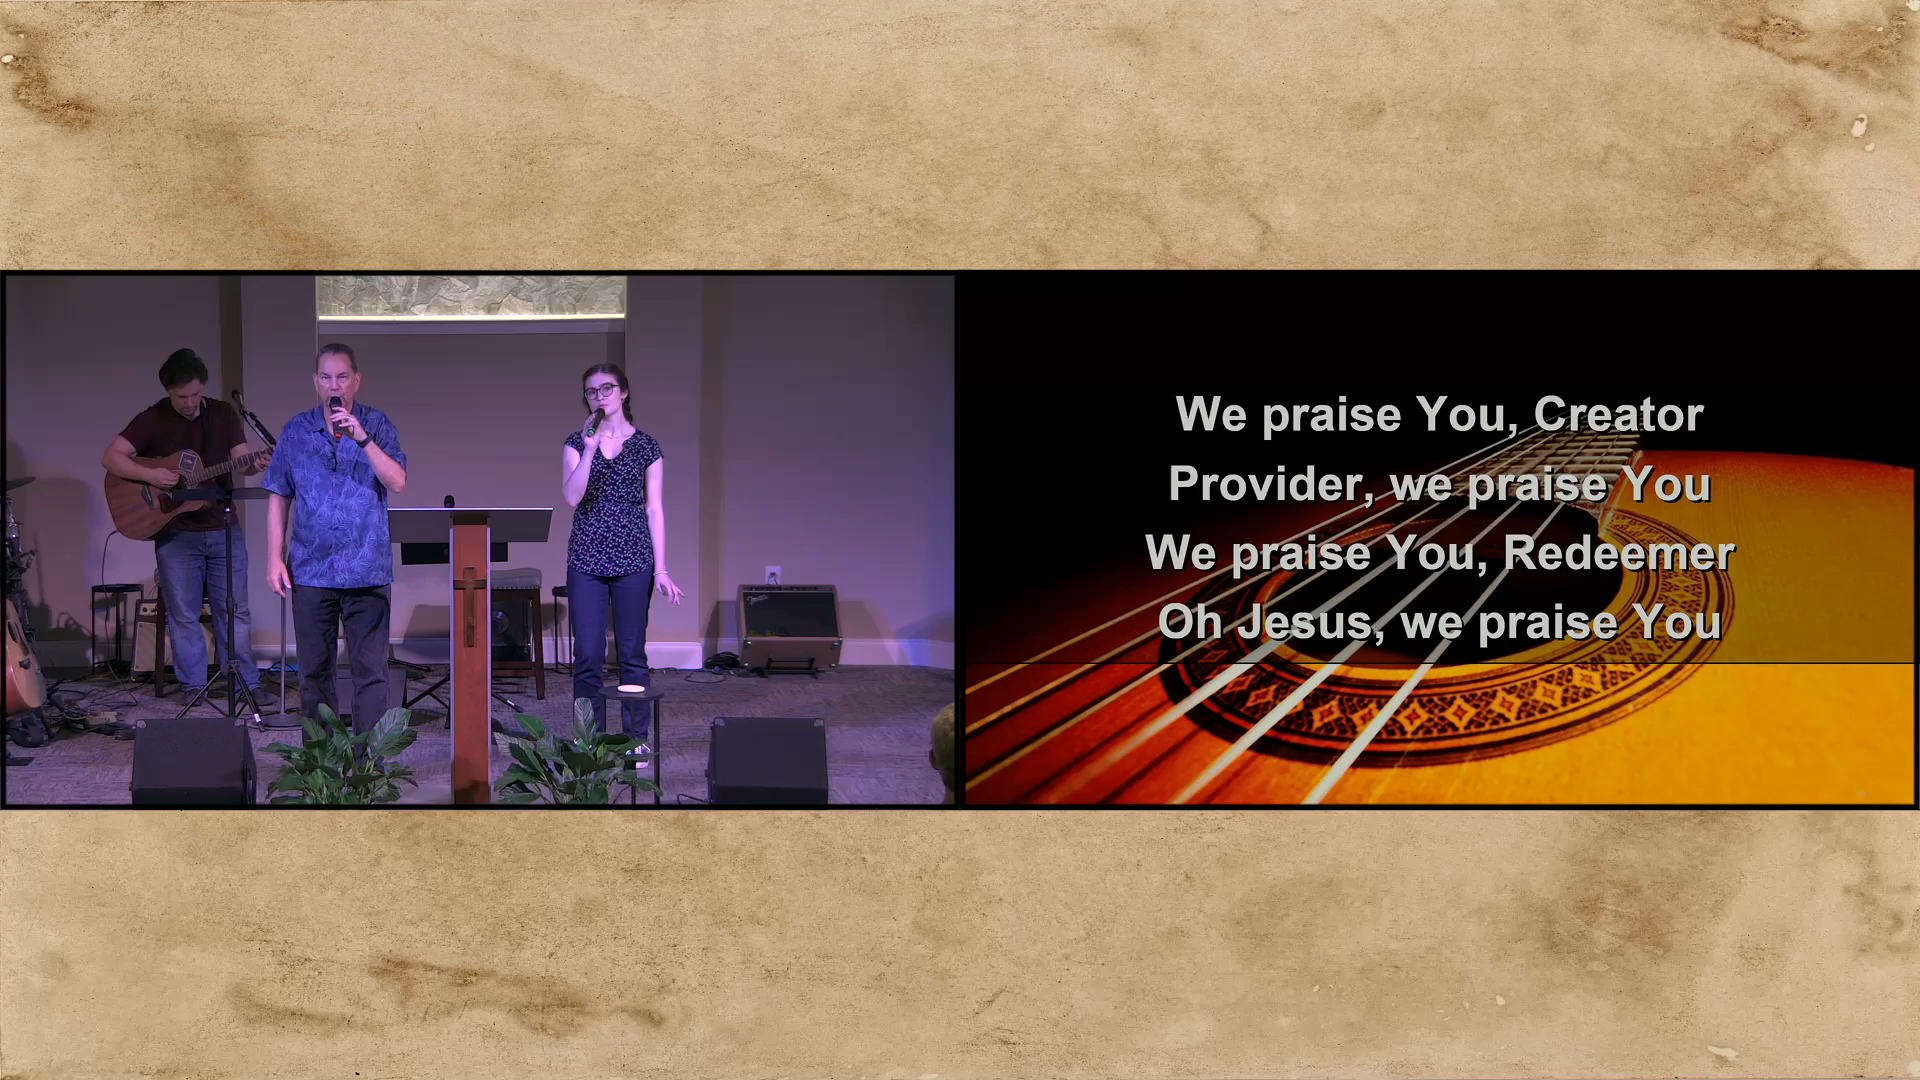 We praise You, Creator
Provider, we praise You
We praise You, Redeemer
Oh Jesus, we praise You